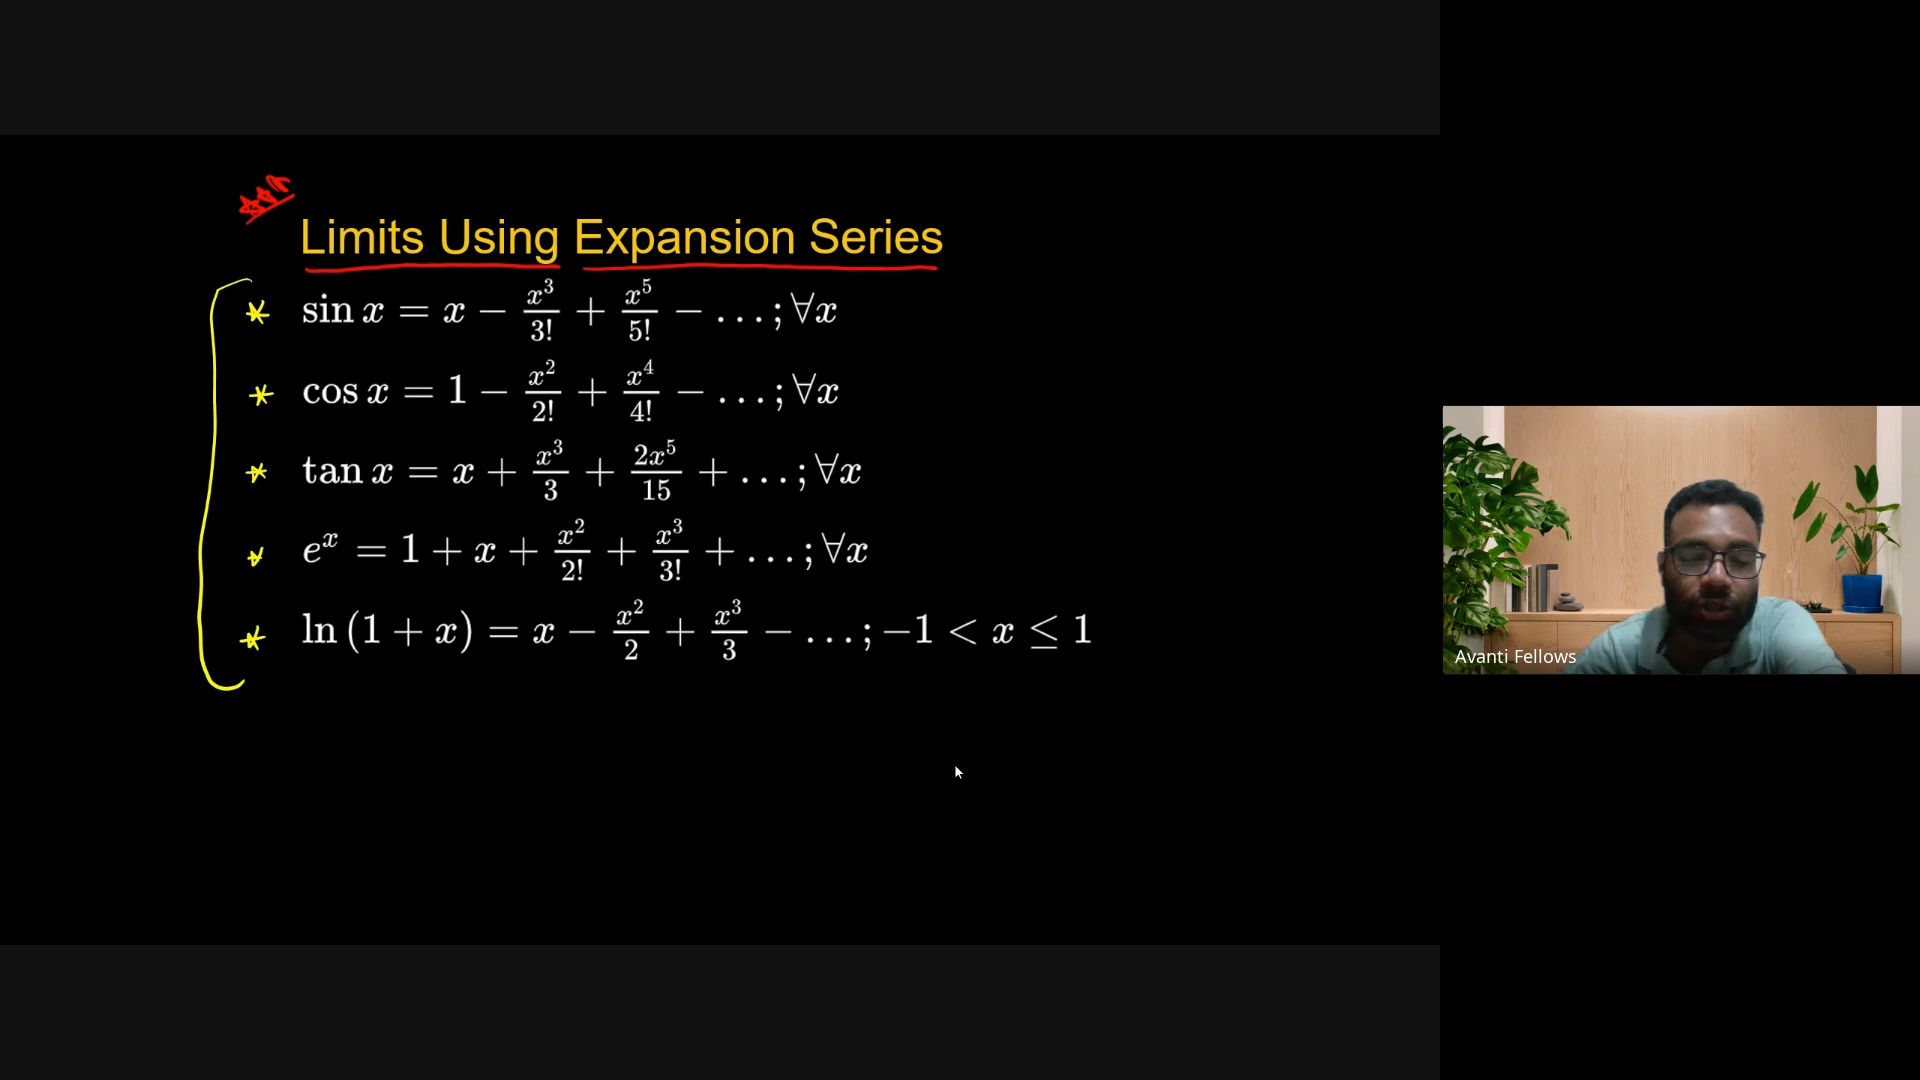 Limits Using Expansion Series
* sin x = x − x³/3! + x⁵/5! − …; ∀x
* cos x = 1 − x²/2! + x⁴/4! − …; ∀x
* tan x = x + x³/3 + 2x⁵/15 + …; ∀x
* eˣ = 1 + x + x²/2! + x³/3! + …; ∀x
* ln (1 + x) = x − x²/2 + x³/3 − …; −1 < x ≤ 1
Avanti Fellows